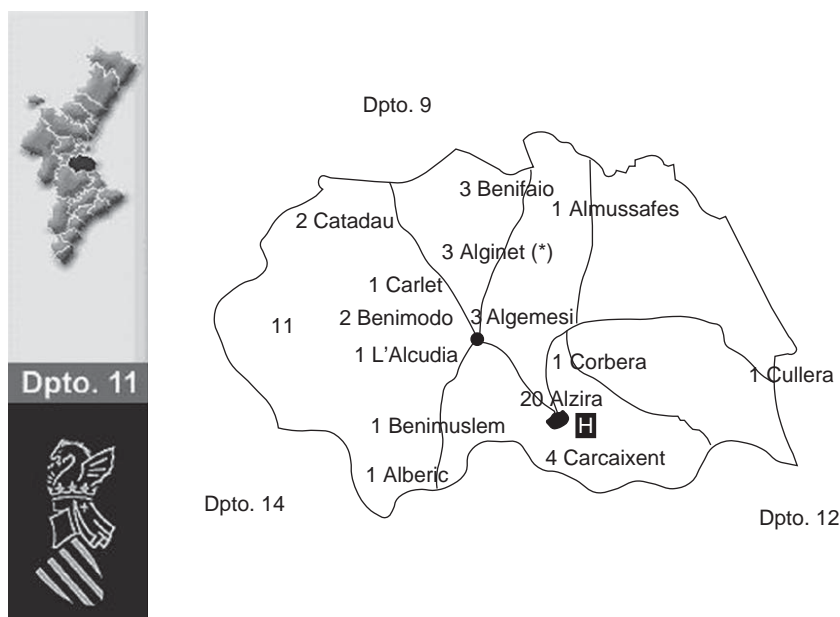 Dpto. 9
3 Benifaio
1 Almussafes
2 Catadau
3 Alginet (*)
1 Carlet
2 Benimodo
3 Algemesi
11
1 L'Alcudia
1 Corbera
1 Cullera
Dpto. 11
20 Alzira
1 Benimuslem
H
4 Carcaixent
1 Alberic
Dpto. 14
Dpto. 12